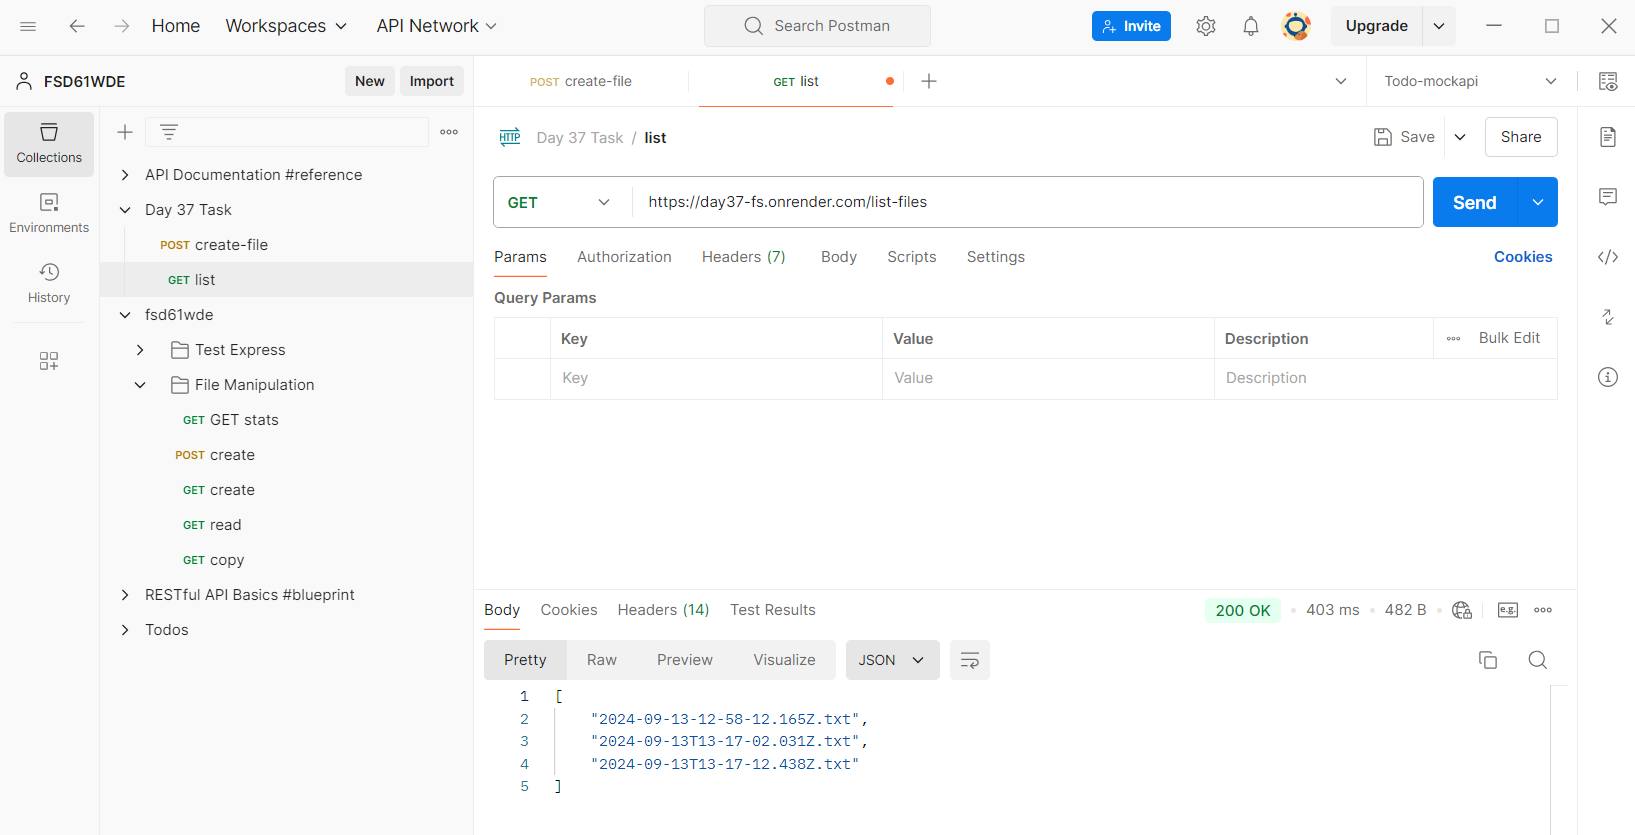 Home Workspaces API Network Search Postman Invite Upgrade
FSD61WDE New Import POST create-file GET list Todo-mockapi
Collections
Environments
History
API Documentation #reference
Day 37 Task
POST create-file
GET list
fsd61wde
Test Express
File Manipulation
GET GET stats
POST create
GET create
GET read
GET copy
RESTful API Basics #blueprint
Todos
HTTP Day 37 Task / list Save Share
GET https://day37-fs.onrender.com/list-files Send
Params Authorization Headers (7) Body Scripts Settings Cookies
Query Params
Key Value Description Bulk Edit
Key Value Description
Body Cookies Headers (14) Test Results 200 OK 403 ms 482 B e.g.
Pretty Raw Preview Visualize JSON
1 [
2 "2024-09-13-12-58-12.165Z.txt",
3 "2024-09-13T13-17-02.031Z.txt",
4 "2024-09-13T13-17-12.438Z.txt"
5 ]